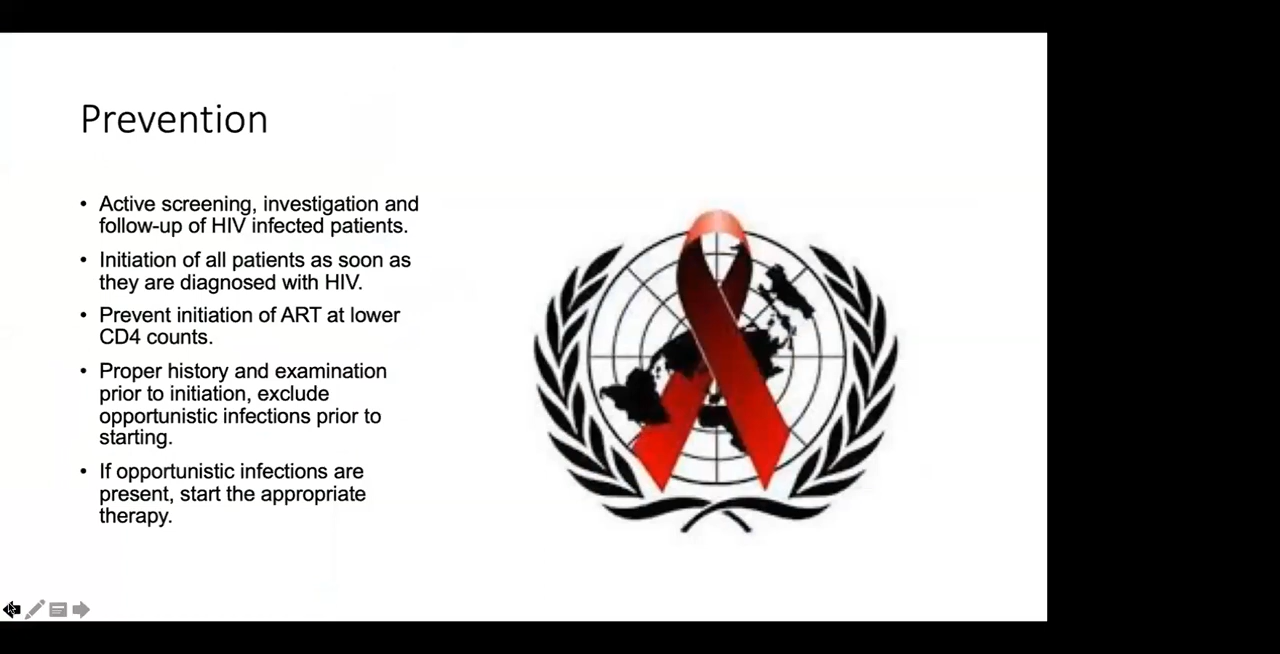 Prevention
• Active screening, investigation and
follow-up of HIV infected patients.
• Initiation of all patients as soon as
they are diagnosed with HIV.
• Prevent initiation of ART at lower
CD4 counts.
• Proper history and examination
prior to initiation, exclude
opportunistic infections prior to
starting.
• If opportunistic infections are
present, start the appropriate
therapy.